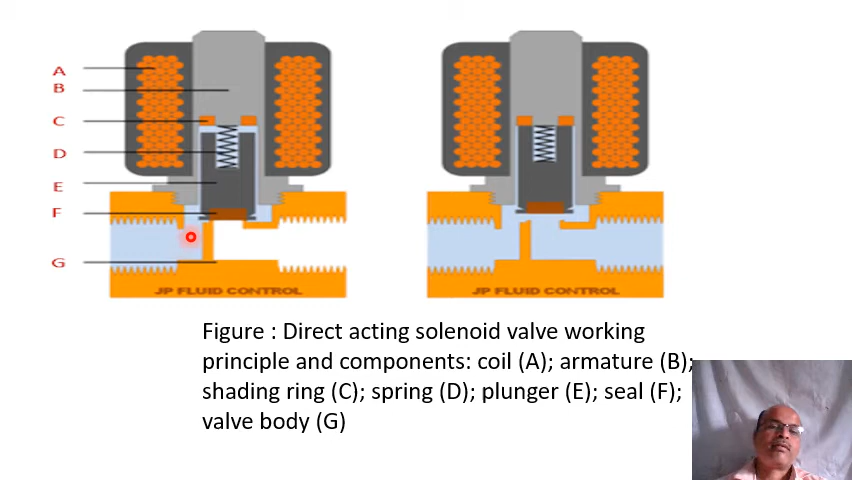 A
B
C
D
E
F
G
JP FLUID CONTROL
JP FLUID CONTROL
Figure : Direct acting solenoid valve working
principle and components: coil (A); armature (B);
shading ring (C); spring (D); plunger (E); seal (F);
valve body (G)